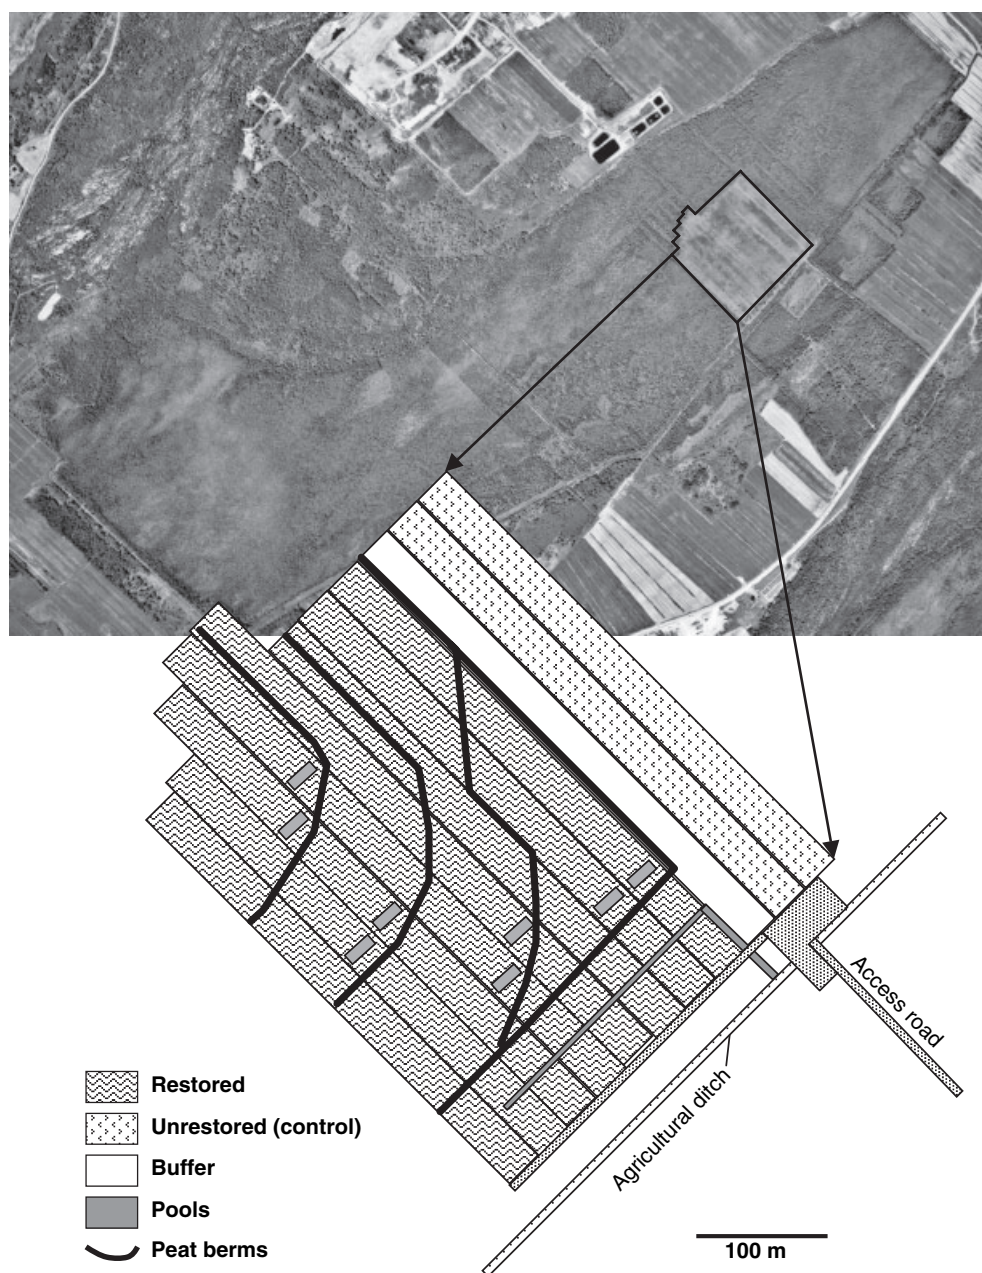 Access road
Agricultural ditch
Restored
Unrestored (control)
Buffer
Pools
Peat berms
100 m